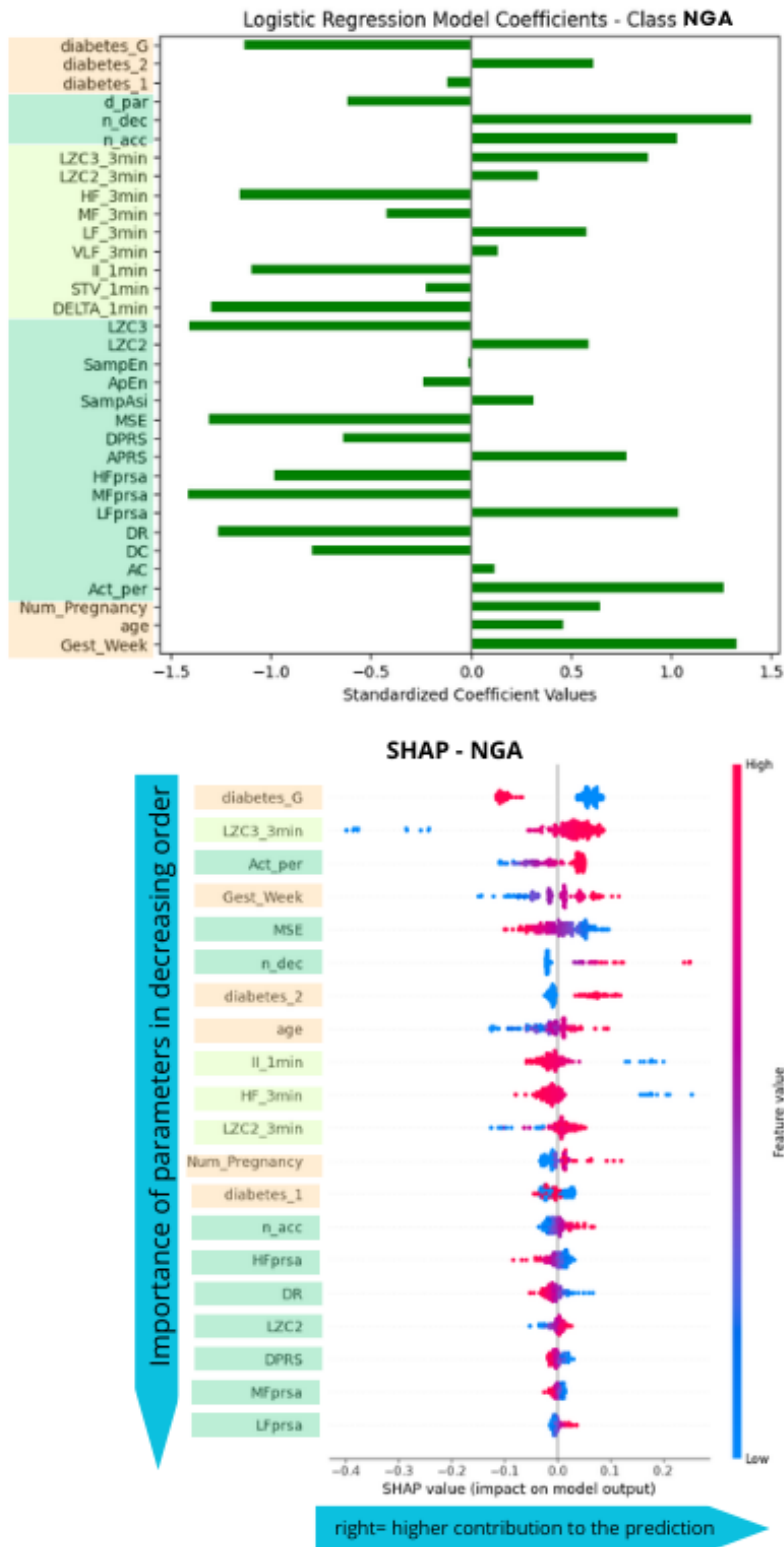 Logistic Regression Model Coefficients - Class NGA
diabetes_G
diabetes_2
diabetes_1
d_par
n_dec
n_acc
LZC3_3min
LZC2_3min
HF_3min
MF_3min
LF_3min
VLF_3min
II_1min
STV_1min
DELTA_1min
LZC3
LZC2
SampEn
ApEn
SampAsi
MSE
DPRS
APRS
HFprsa
MFprsa
LFprsa
DR
DC
AC
Act_per
Num_Pregnancy
age
Gest_Week
−1.5 −1.0 −0.5 0.0 0.5 1.0 1.5
Standardized Coefficient Values
SHAP - NGA
High
Importance of parameters in decreasing order
diabetes_G
LZC3_3min
Act_per
Gest_Week
MSE
n_dec
diabetes_2
age
II_1min
HF_3min
LZC2_3min
Num_Pregnancy
diabetes_1
n_acc
HFprsa
DR
LZC2
DPRS
MFprsa
LFprsa
Feature value
Low
−0.4 −0.3 −0.2 −0.1 0.0 0.1 0.2
SHAP value (impact on model output)
right= higher contribution to the prediction